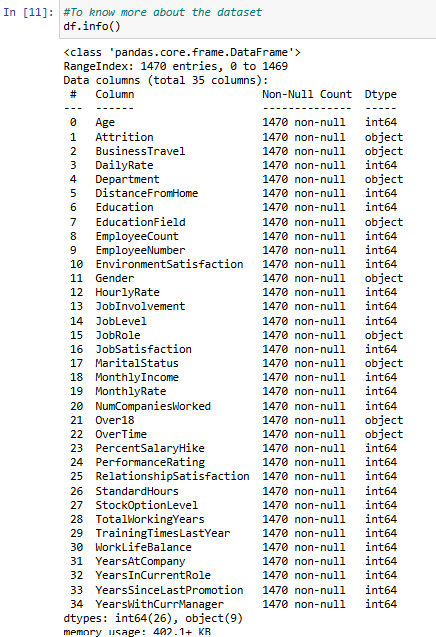 In [11]: #To know more about the dataset
df.info()
<class 'pandas.core.frame.DataFrame'>
RangeIndex: 1470 entries, 0 to 1469
Data columns (total 35 columns):
 #   Column                    Non-Null Count  Dtype
---  ------                    --------------  -----
 0   Age                       1470 non-null   int64
 1   Attrition                 1470 non-null   object
 2   BusinessTravel            1470 non-null   object
 3   DailyRate                 1470 non-null   int64
 4   Department                1470 non-null   object
 5   DistanceFromHome          1470 non-null   int64
 6   Education                 1470 non-null   int64
 7   EducationField            1470 non-null   object
 8   EmployeeCount             1470 non-null   int64
 9   EmployeeNumber            1470 non-null   int64
 10  EnvironmentSatisfaction   1470 non-null   int64
 11  Gender                    1470 non-null   object
 12  HourlyRate                1470 non-null   int64
 13  JobInvolvement            1470 non-null   int64
 14  JobLevel                  1470 non-null   int64
 15  JobRole                   1470 non-null   object
 16  JobSatisfaction           1470 non-null   int64
 17  MaritalStatus             1470 non-null   object
 18  MonthlyIncome             1470 non-null   int64
 19  MonthlyRate               1470 non-null   int64
 20  NumCompaniesWorked        1470 non-null   int64
 21  Over18                    1470 non-null   object
 22  OverTime                  1470 non-null   object
 23  PercentSalaryHike         1470 non-null   int64
 24  PerformanceRating         1470 non-null   int64
 25  RelationshipSatisfaction  1470 non-null   int64
 26  StandardHours             1470 non-null   int64
 27  StockOptionLevel          1470 non-null   int64
 28  TotalWorkingYears         1470 non-null   int64
 29  TrainingTimesLastYear     1470 non-null   int64
 30  WorkLifeBalance           1470 non-null   int64
 31  YearsAtCompany            1470 non-null   int64
 32  YearsInCurrentRole        1470 non-null   int64
 33  YearsSinceLastPromotion   1470 non-null   int64
 34  YearsWithCurrManager      1470 non-null   int64
dtypes: int64(26), object(9)
memory usage: 402.1+ KB